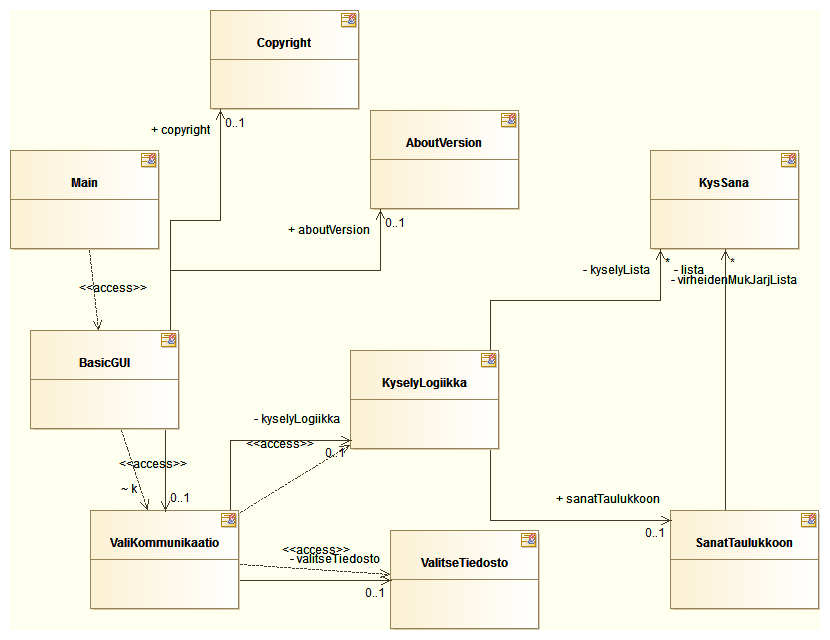 Copyright
+ copyright
0..1
AboutVersion
+ aboutVersion
0..1
Main
KysSana
<<access>>
- kyselyLista
*
- lista
*
- virheidenMukJarjLista
BasicGUI
KyselyLogiikka
- kyselyLogiikka
<<access>>
0..1
<<access>>
~ k
0..1
+ sanatTaulukkoon
0..1
ValiKommunikaatio
SanatTaulukkoon
<<access>>
- valitseTiedosto
0..1
ValitseTiedosto